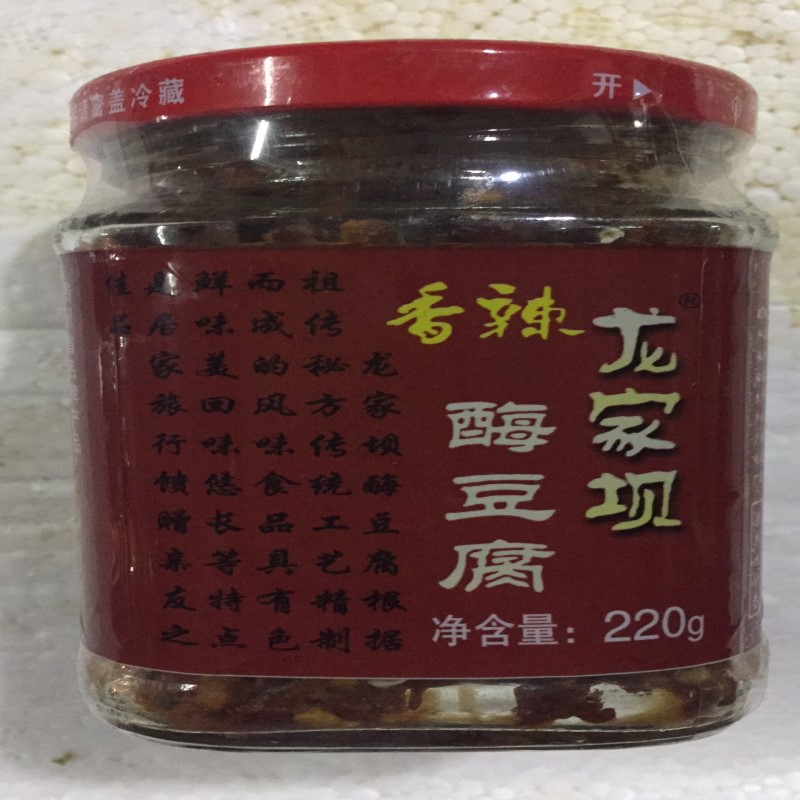 密盖冷藏
开
香辣
龙家坝®
酶豆腐
净含量：220g
龙家坝酶豆腐根据
祖传秘方传统工艺精制
而成的风味食品具有色
鲜味美回味悠长等特点
是居家旅行馈赠亲友之
佳品